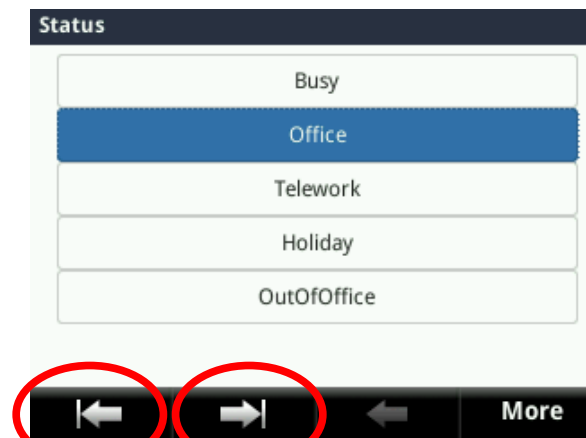 Status
Busy
Office
Telework
Holiday
OutOfOffice
More